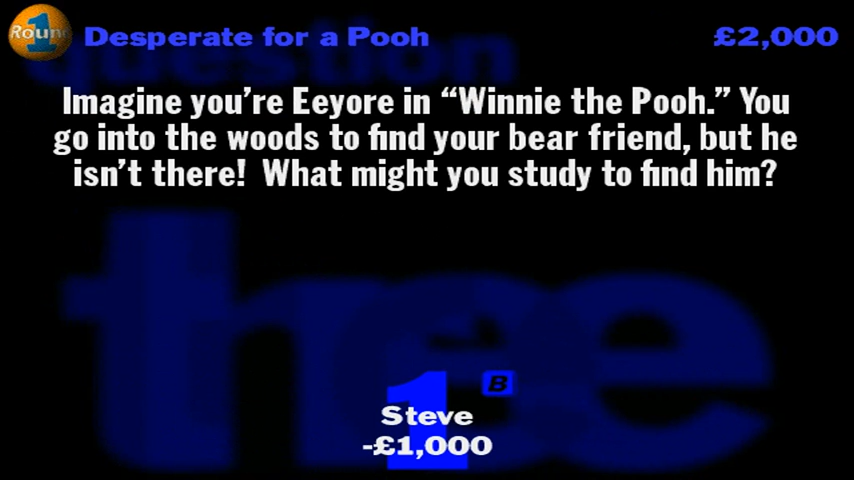 Round 1 Desperate for a Pooh £2,000
question
Imagine you're Eeyore in “Winnie the Pooh.” You
go into the woods to find your bear friend, but he
isn't there! What might you study to find him?
three
1 B
Steve
-£1,000